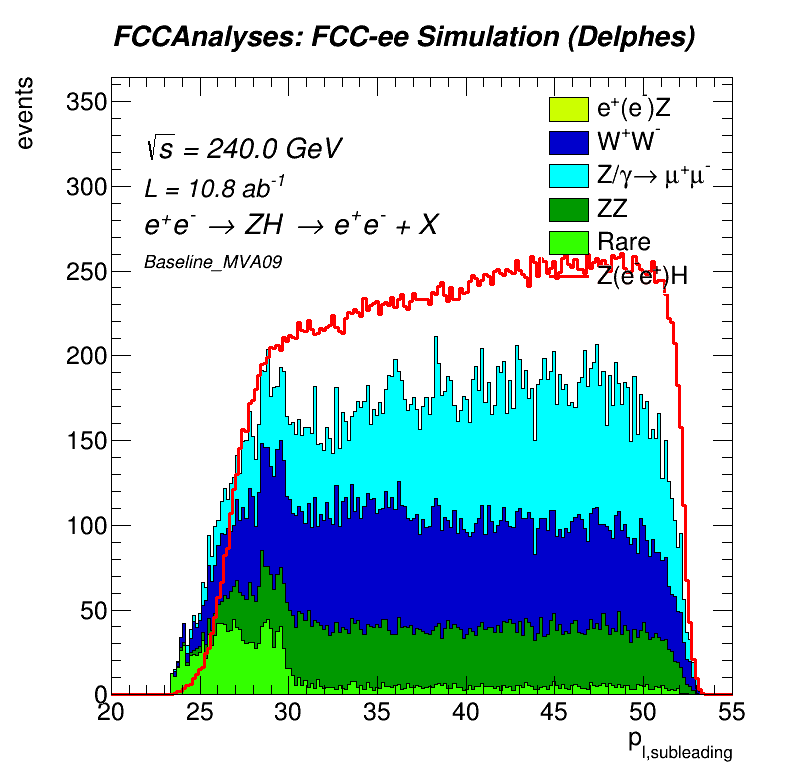 FCCAnalyses: FCC-ee Simulation (Delphes)
events
350
300
250
200
150
100
50
0
√s = 240.0 GeV
L = 10.8 ab⁻¹
e⁺e⁻ → ZH → e⁺e⁻ + X
Baseline_MVA09
e⁺(e⁻)Z
W⁺W⁻
Z/γ→ μ⁺μ⁻
ZZ
Rare
Z(e⁻e⁺)H
20 25 30 35 40 45 50 55
p_l,subleading